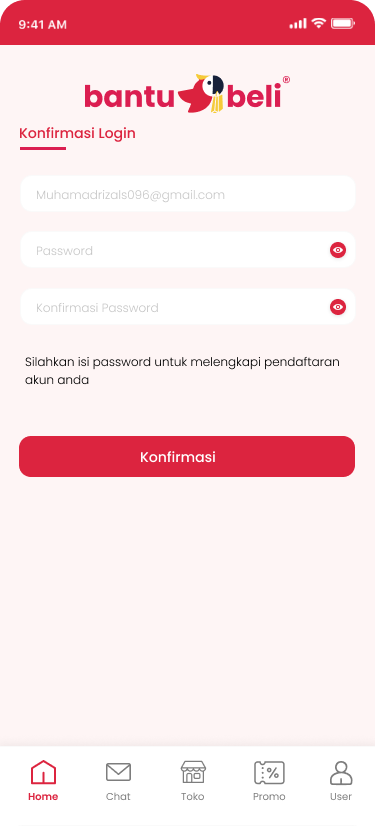 9:41 AM
bantu beli®
Konfirmasi Login
Muhamadrizals096@gmail.com
Password
Konfirmasi Password
Silahkan isi password untuk melengkapi pendaftaran
akun anda
Konfirmasi
Home Chat Toko Promo User